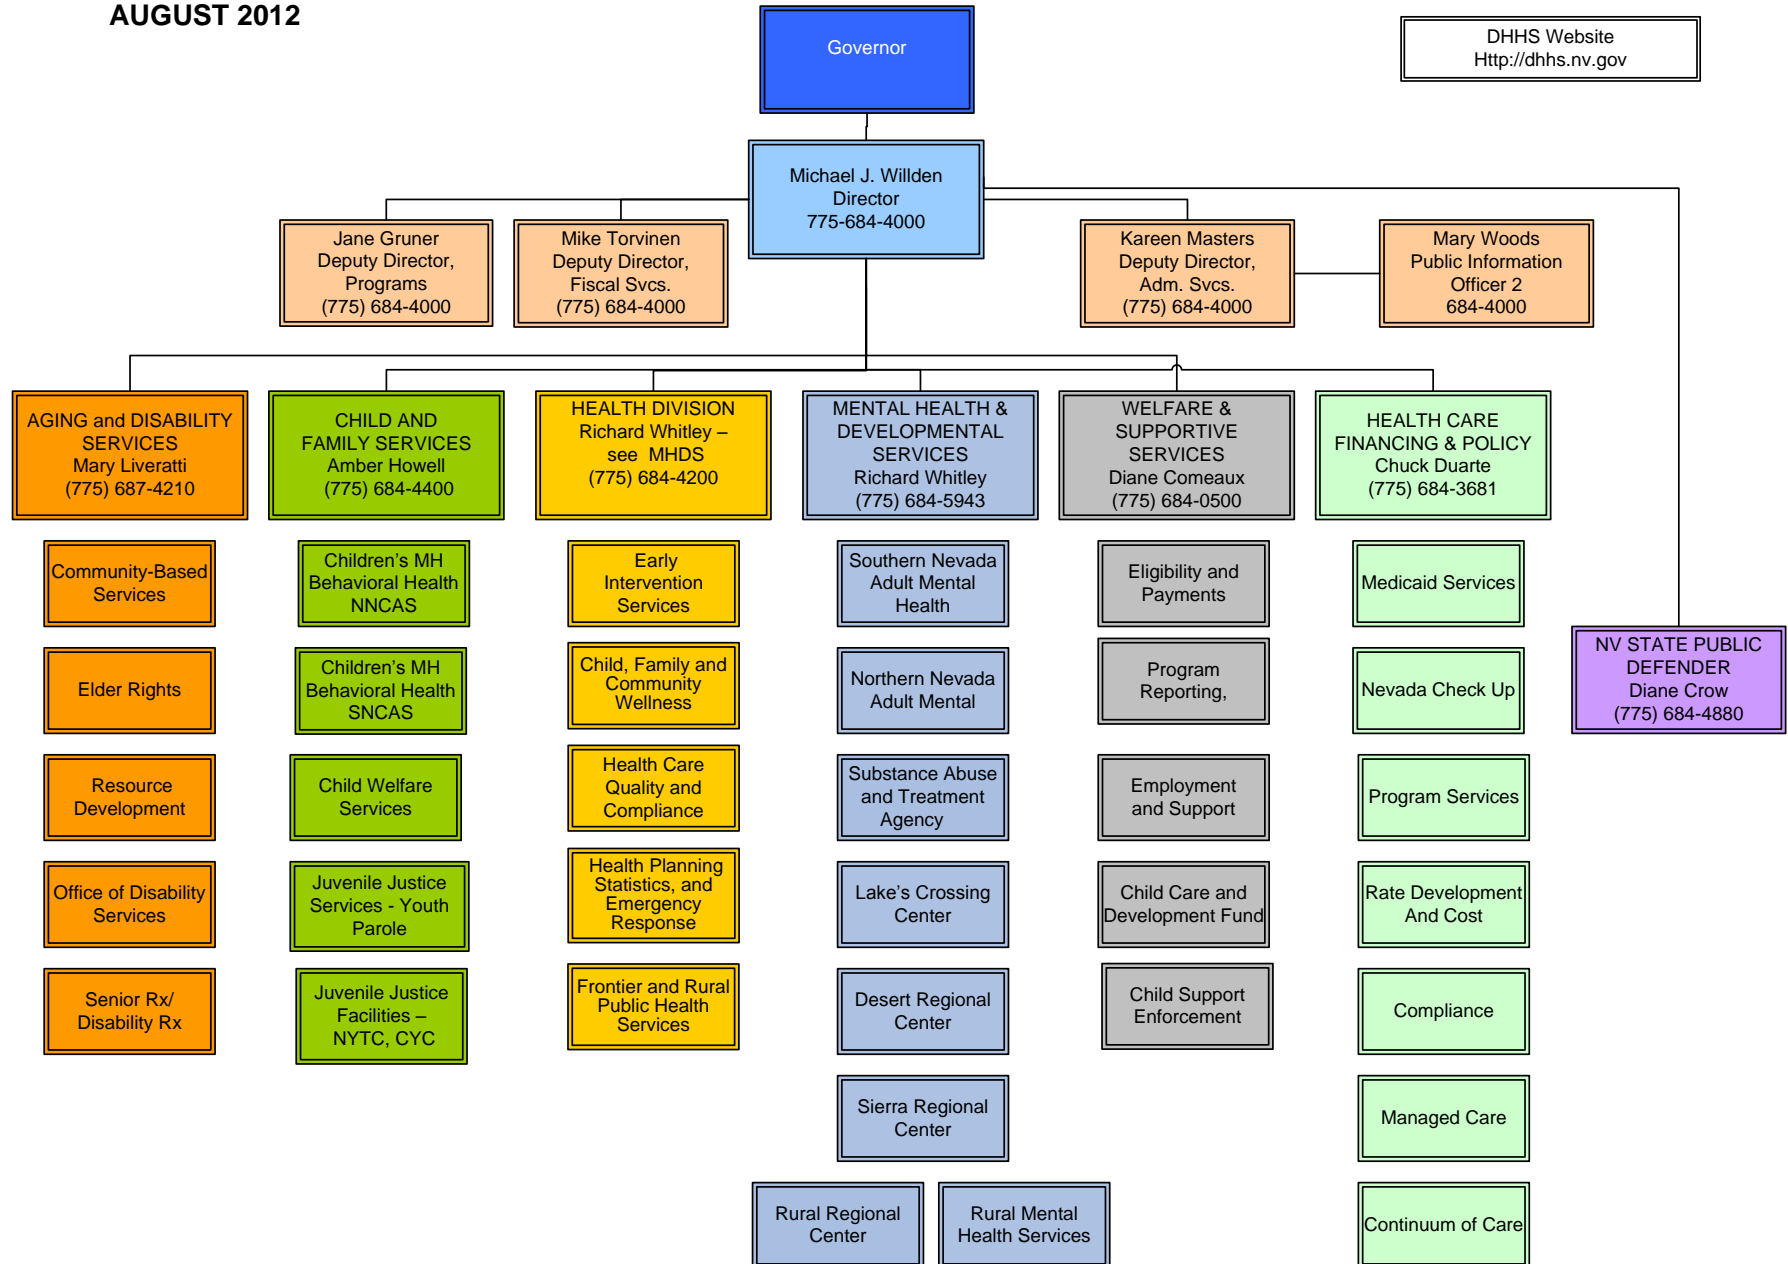 AUGUST 2012
Governor
DHHS Website
Http://dhhs.nv.gov
Michael J. Willden
Director
775-684-4000
Jane Gruner
Deputy Director,
Programs
(775) 684-4000
Mike Torvinen
Deputy Director,
Fiscal Svcs.
(775) 684-4000
Kareen Masters
Deputy Director,
Adm. Svcs.
(775) 684-4000
Mary Woods
Public Information
Officer 2
684-4000
AGING and DISABILITY
SERVICES
Mary Liveratti
(775) 687-4210
CHILD AND
FAMILY SERVICES
Amber Howell
(775) 684-4400
HEALTH DIVISION
Richard Whitley –
see MHDS
(775) 684-4200
MENTAL HEALTH &
DEVELOPMENTAL
SERVICES
Richard Whitley
(775) 684-5943
WELFARE &
SUPPORTIVE
SERVICES
Diane Comeaux
(775) 684-0500
HEALTH CARE
FINANCING & POLICY
Chuck Duarte
(775) 684-3681
NV STATE PUBLIC
DEFENDER
Diane Crow
(775) 684-4880
Community-Based
Services
Elder Rights
Resource
Development
Office of Disability
Services
Senior Rx/
Disability Rx
Children's MH
Behavioral Health
NNCAS
Children's MH
Behavioral Health
SNCAS
Child Welfare
Services
Juvenile Justice
Services - Youth
Parole
Juvenile Justice
Facilities –
NYTC, CYC
Early
Intervention
Services
Child, Family and
Community
Wellness
Health Care
Quality and
Compliance
Health Planning
Statistics, and
Emergency
Response
Frontier and Rural
Public Health
Services
Southern Nevada
Adult Mental
Health
Northern Nevada
Adult Mental
Substance Abuse
and Treatment
Agency
Lake's Crossing
Center
Desert Regional
Center
Sierra Regional
Center
Rural Regional
Center
Rural Mental
Health Services
Eligibility and
Payments
Program
Reporting,
Employment
and Support
Child Care and
Development Fund
Child Support
Enforcement
Medicaid Services
Nevada Check Up
Program Services
Rate Development
And Cost
Compliance
Managed Care
Continuum of Care